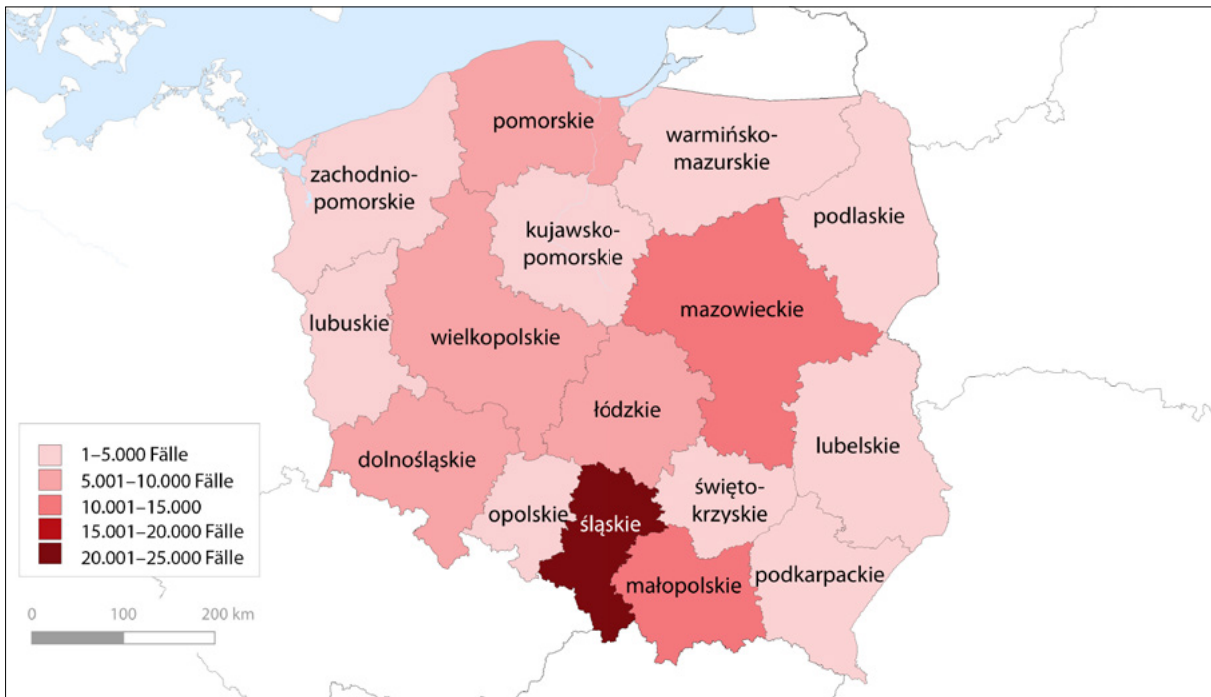 pomorskie
warmińsko-
mazurskie
zachodnio-
pomorskie
podlaskie
kujawsko-
pomorskie
mazowieckie
lubuskie
wielkopolskie
łódzkie
lubelskie
dolnośląskie
święto-
krzyskie
opolskie
śląskie
małopolskie
podkarpackie
1–5.000 Fälle
5.001–10.000 Fälle
10.001–15.000
15.001–20.000 Fälle
20.001–25.000 Fälle
0 100 200 km